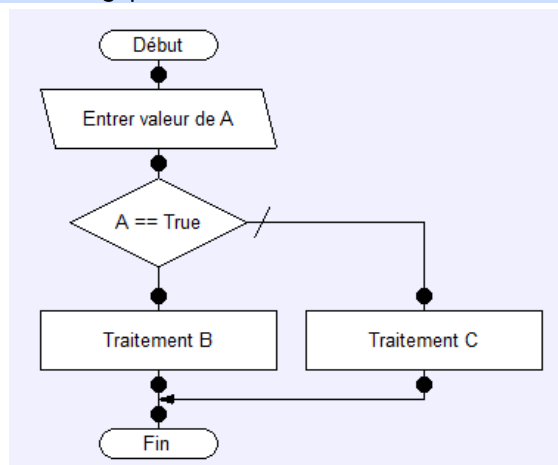 Début
Entrer valeur de A
A == True
Traitement B
Traitement C
Fin